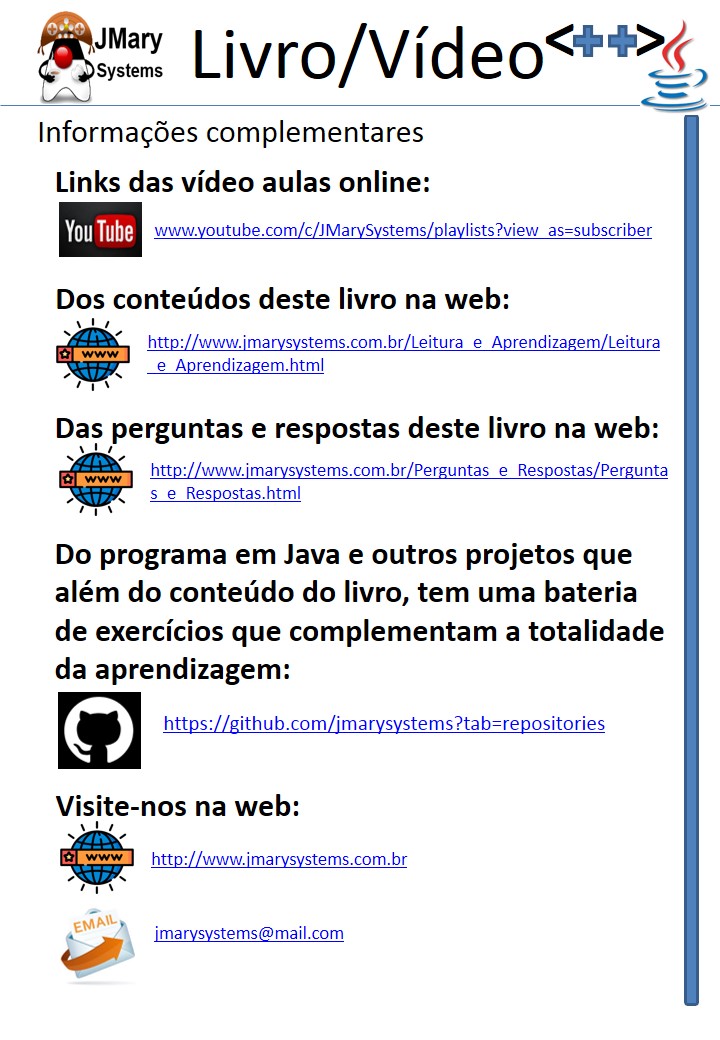 JMary
Systems
Livro/Vídeo<++>
Informações complementares
Links das vídeo aulas online:
YouTube
www.youtube.com/c/JMarySystems/playlists?view_as=subscriber
Dos conteúdos deste livro na web:
www
http://www.jmarysystems.com.br/Leitura_e_Aprendizagem/Leitura
_e_Aprendizagem.html
Das perguntas e respostas deste livro na web:
www
http://www.jmarysystems.com.br/Perguntas_e_Respostas/Pergunta
s_e_Respostas.html
Do programa em Java e outros projetos que
além do conteúdo do livro, tem uma bateria
de exercícios que complementam a totalidade
da aprendizagem:
https://github.com/jmarysystems?tab=repositories
Visite-nos na web:
www
http://www.jmarysystems.com.br
EMAIL
jmarysystems@mail.com